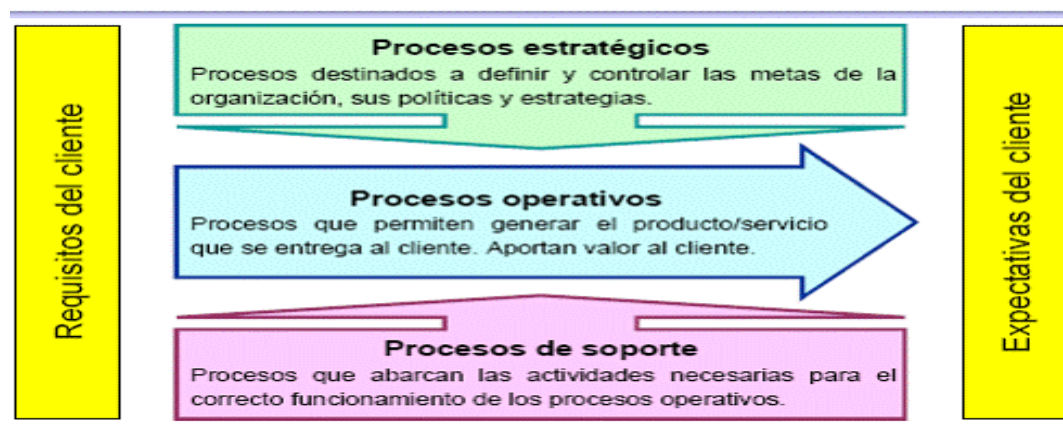 Requisitos del cliente
Procesos estratégicos
Procesos destinados a definir y controlar las metas de la
organización, sus políticas y estrategias.
Procesos operativos
Procesos que permiten generar el producto/servicio
que se entrega al cliente. Aportan valor al cliente.
Procesos de soporte
Procesos que abarcan las actividades necesarias para el
correcto funcionamiento de los procesos operativos.
Expectativas del cliente